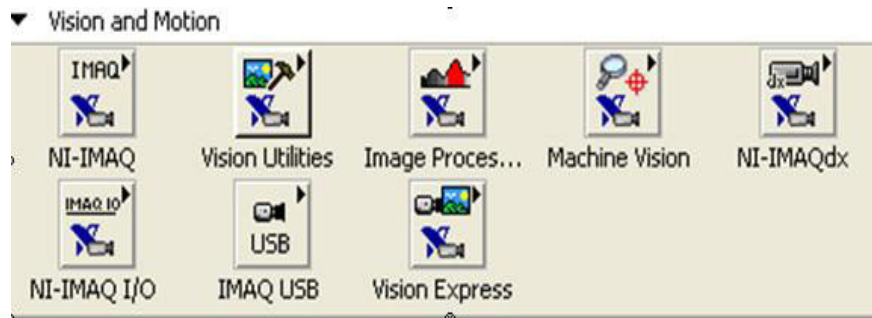 Vision and Motion
IMAQ
NI-IMAQ
Vision Utilities
Image Proces...
Machine Vision
dx
NI-IMAQdx
IMAQ IO
NI-IMAQ I/O
USB
IMAQ USB
Vision Express